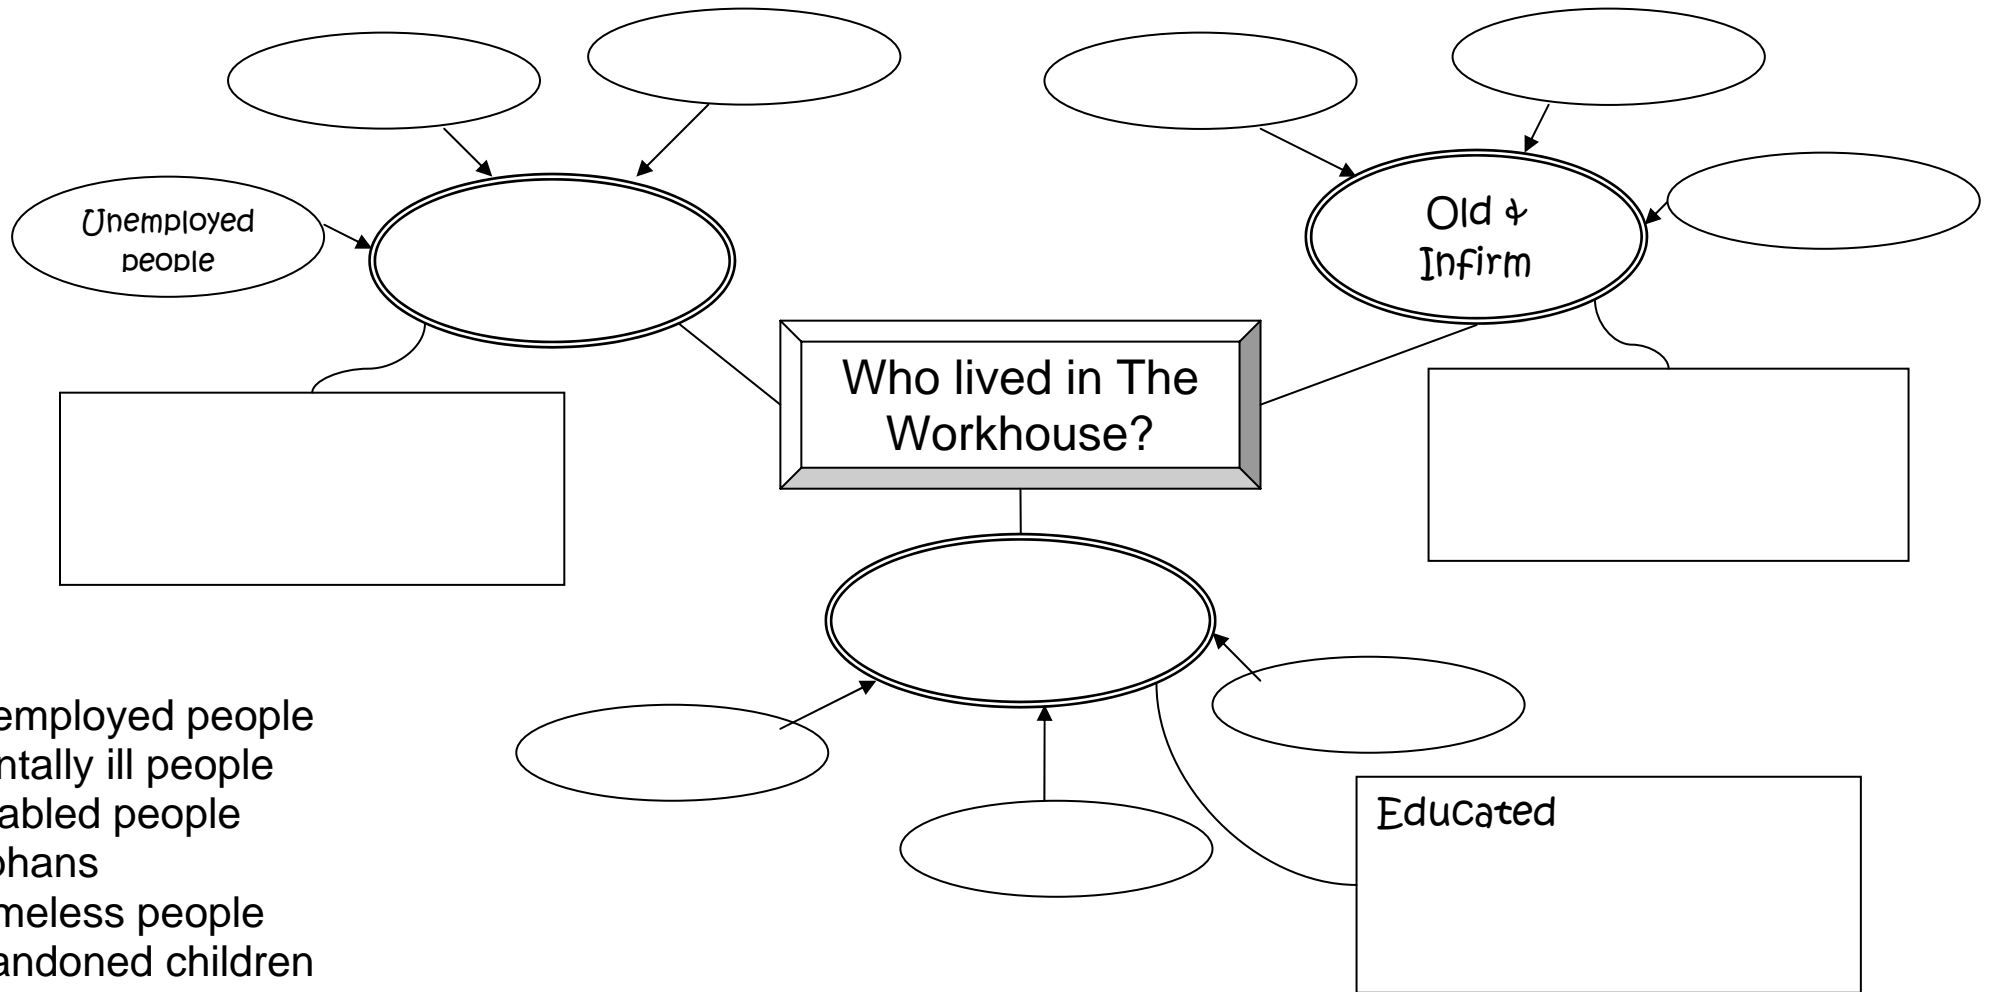 Unemployed
people
Old &
Infirm
Who lived in The
Workhouse?
employed people
ntally ill people
abled people
phans
meless people
andoned children
Educated